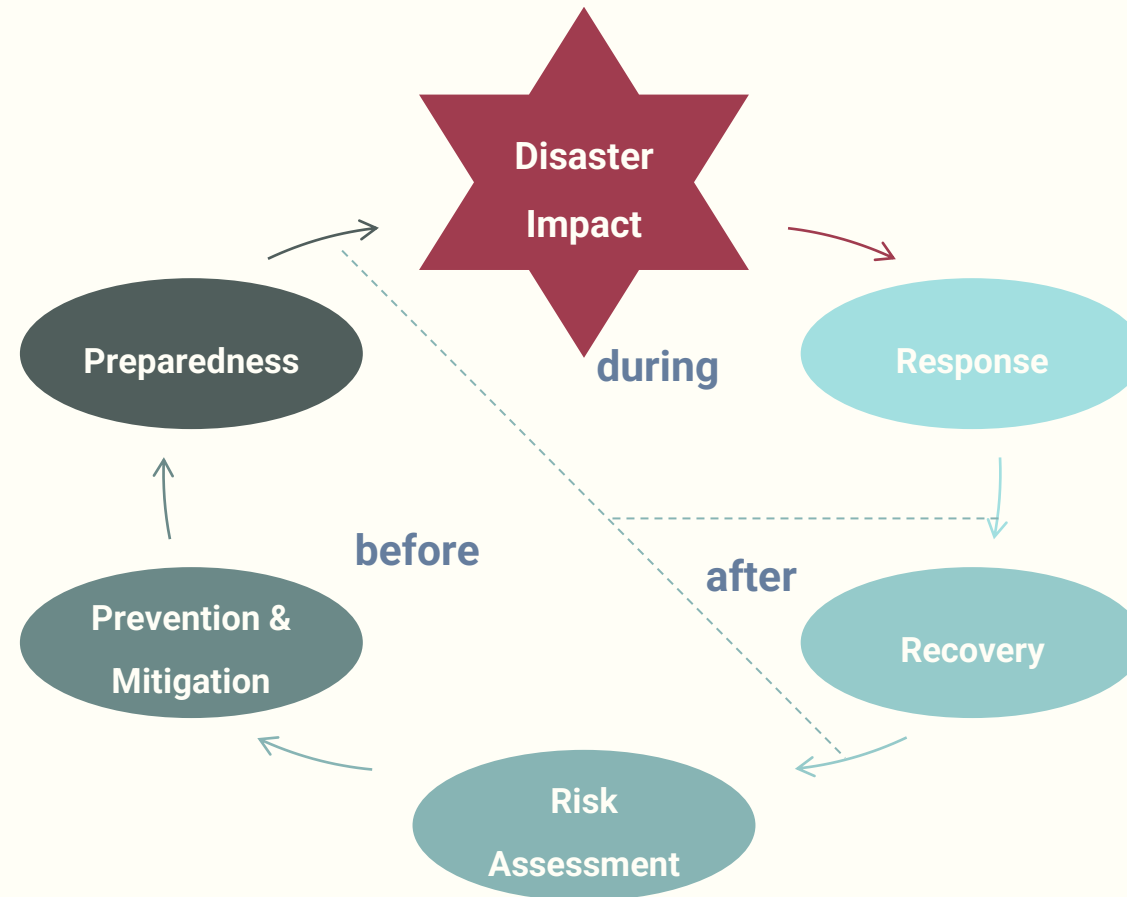 Disaster
Impact
Preparedness
during
Response
before
after
Prevention &
Mitigation
Recovery
Risk
Assessment